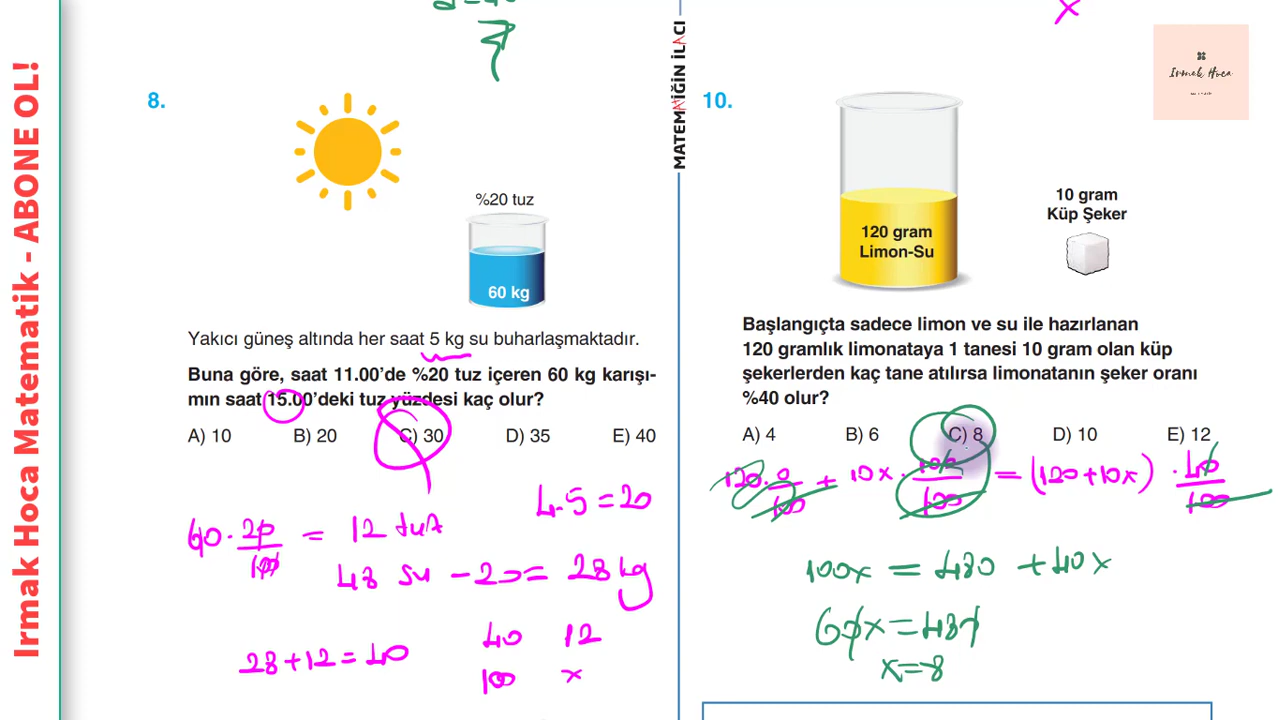 Irmak Hoca Matematik - ABONE OL!
8.
%20 tuz
60 kg
Yakıcı güneş altında her saat 5 kg su buharlaşmaktadır.
Buna göre, saat 11.00’de %20 tuz içeren 60 kg karışı-
mın saat 15.00’deki tuz yüzdesi kaç olur?
A) 10 B) 20 C) 30 D) 35 E) 40
4.5=20
60 . 20/100 = 12 tuz
48 su - 20 = 28 kg
28+12=40
40 12
100 x
MATEMATİĞİN İLACI
x
Irmak Hoca
10.
120 gram
Limon-Su
10 gram
Küp Şeker
Başlangıçta sadece limon ve su ile hazırlanan
120 gramlık limonataya 1 tanesi 10 gram olan küp
şekerlerden kaç tane atılırsa limonatanın şeker oranı
%40 olur?
A) 4 B) 6 C) 8 D) 10 E) 12
120 . 0/100 + 10x . 100/100 = (120+10x) . 40/100
100x = 480 + 40x
60x = 480
x=8